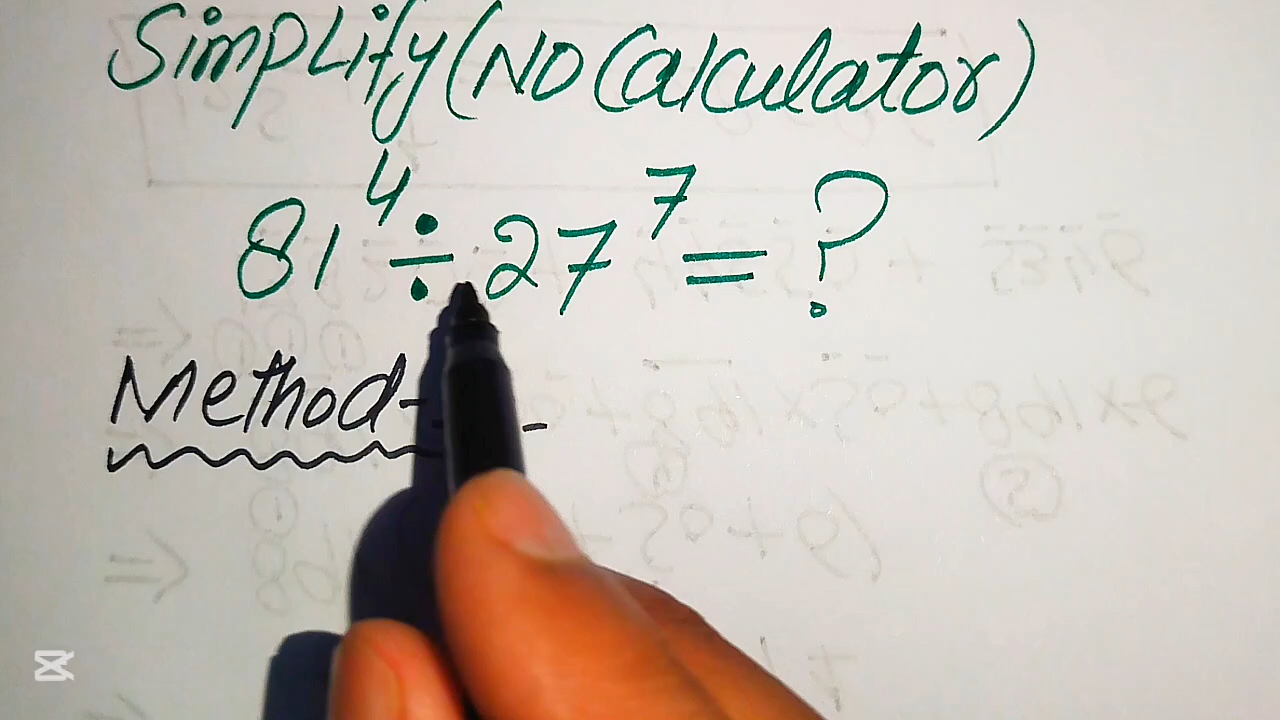 Simplify (No Calculator)
81⁴ ÷ 27⁷ = ?
Method-